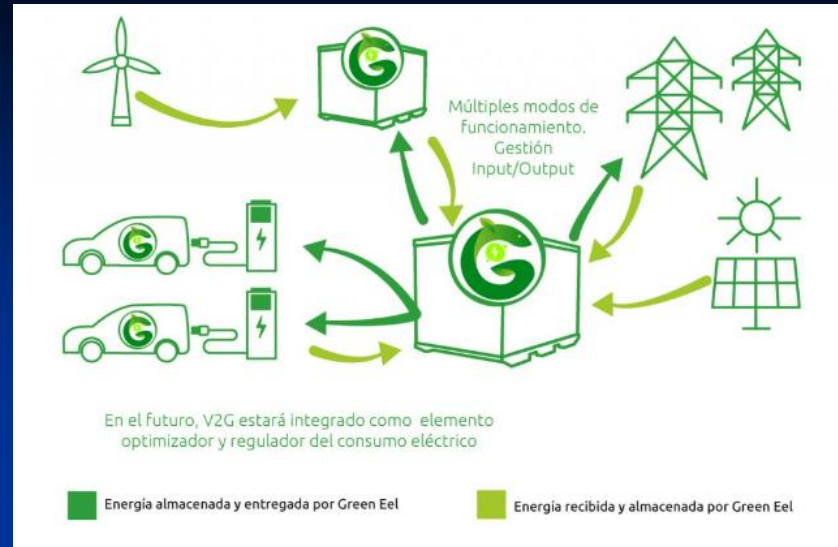 Múltiples modos de
funcionamiento.
Gestión
Input/Output
En el futuro, V2G estará integrado como elemento
optimizador y regulador del consumo eléctrico
Energía almacenada y entregada por Green Eel
Energía recibida y almacenada por Green Eel